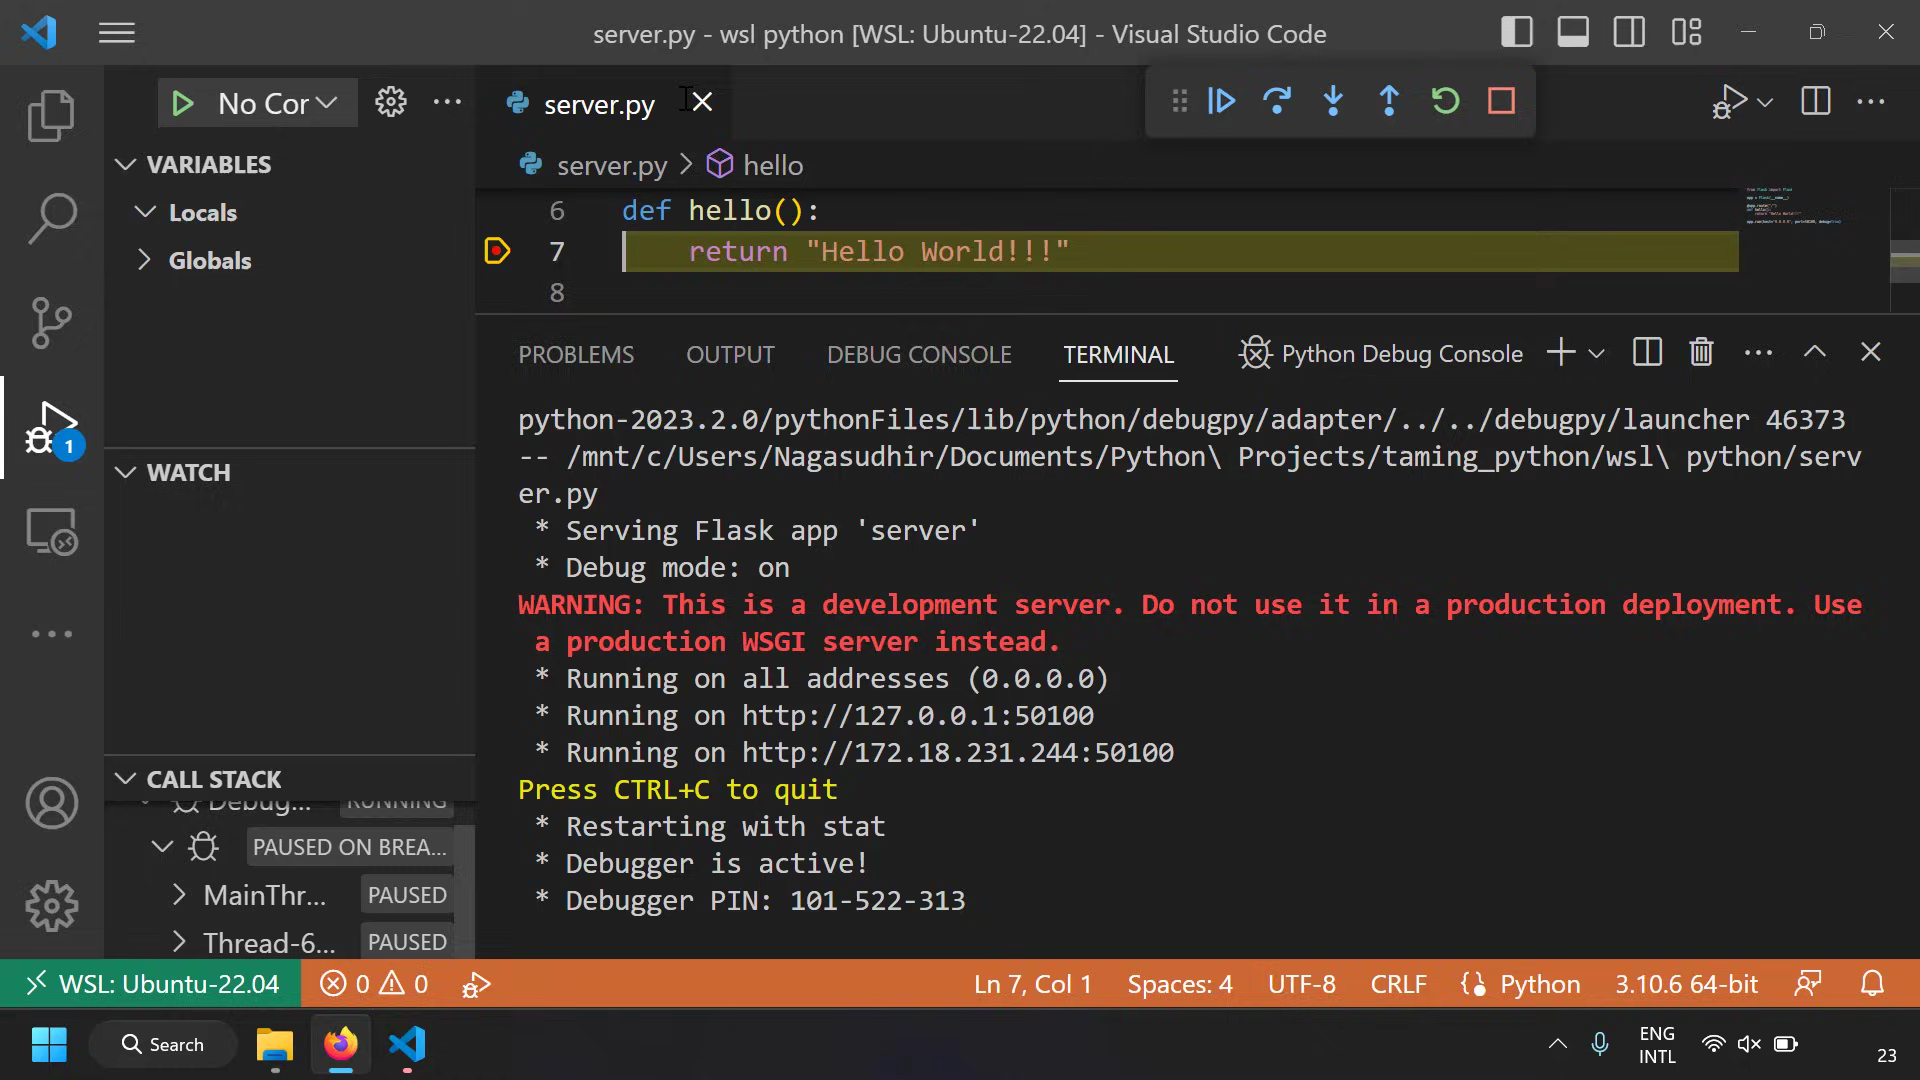 server.py - wsl python [WSL: Ubuntu-22.04] - Visual Studio Code
No Cor
server.py
VARIABLES
Locals
Globals
server.py > hello
6 def hello():
7 return "Hello World!!!"
8
PROBLEMS OUTPUT DEBUG CONSOLE TERMINAL Python Debug Console
python-2023.2.0/pythonFiles/lib/python/debugpy/adapter/../../debugpy/launcher 46373
-- /mnt/c/Users/Nagasudhir/Documents/Python\ Projects/taming_python/wsl\ python/serv
er.py
* Serving Flask app 'server'
* Debug mode: on
WARNING: This is a development server. Do not use it in a production deployment. Use
a production WSGI server instead.
* Running on all addresses (0.0.0.0)
* Running on http://127.0.0.1:50100
* Running on http://172.18.231.244:50100
Press CTRL+C to quit
* Restarting with stat
* Debugger is active!
* Debugger PIN: 101-522-313
WATCH
CALL STACK
Debug... RUNNING
PAUSED ON BREA...
MainThr... PAUSED
Thread-6... PAUSED
1
WSL: Ubuntu-22.04 0 0 Ln 7, Col 1 Spaces: 4 UTF-8 CRLF Python 3.10.6 64-bit
Search
ENG
INTL
23